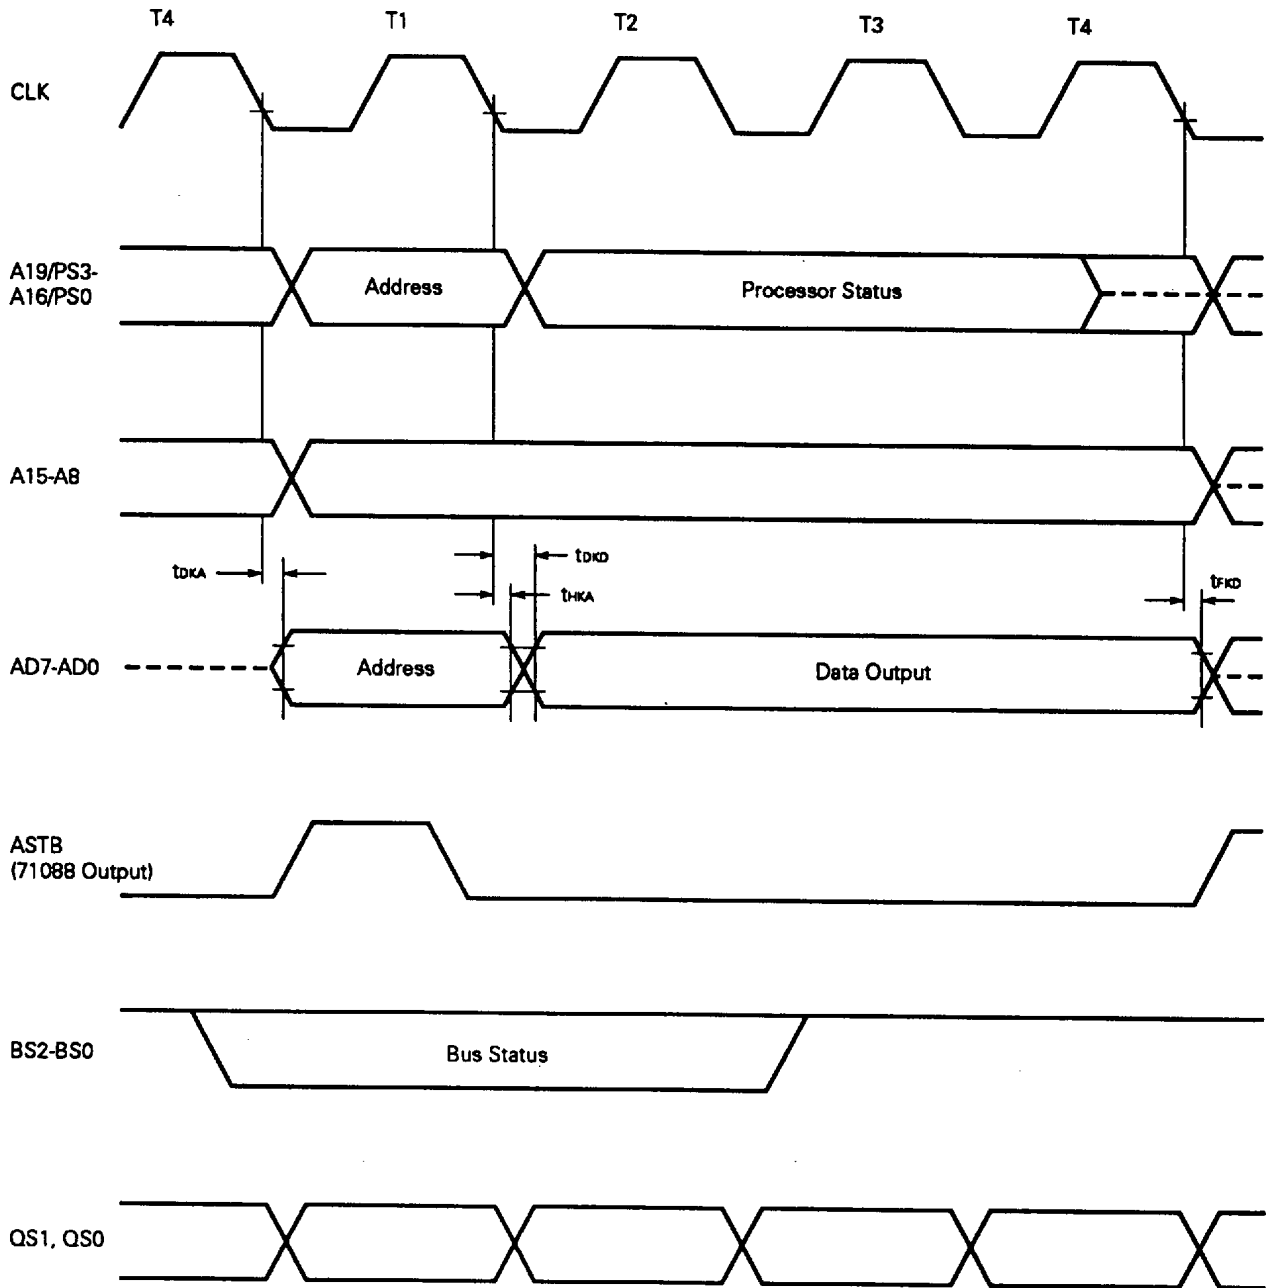 T4 T1 T2 T3 T4
CLK
A19/PS3-
A16/PS0
Address
Processor Status
A15-A8
tDKA
tDKD
tHKA
tFKD
AD7-AD0
Address
Data Output
ASTB
(71088 Output)
BS2-BS0
Bus Status
QS1, QS0